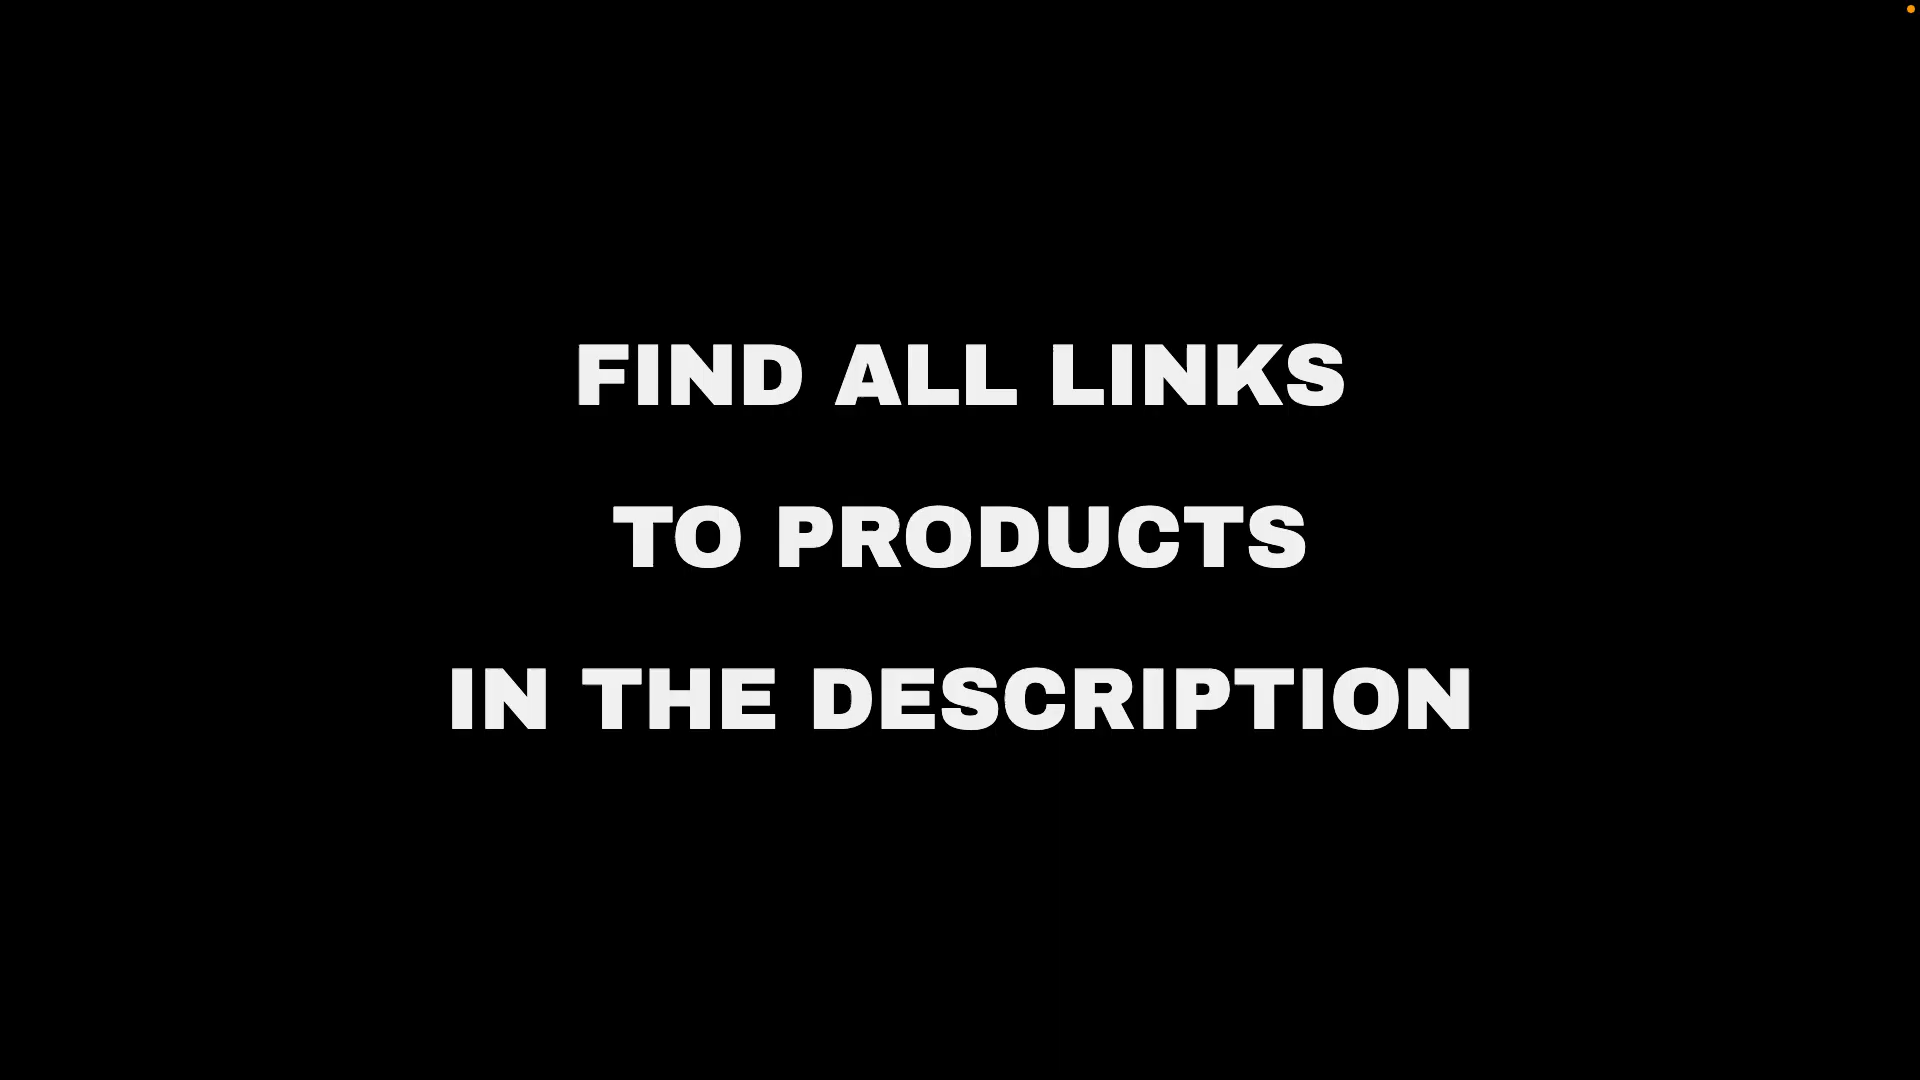 FIND ALL LINKS
TO PRODUCTS
IN THE DESCRIPTION